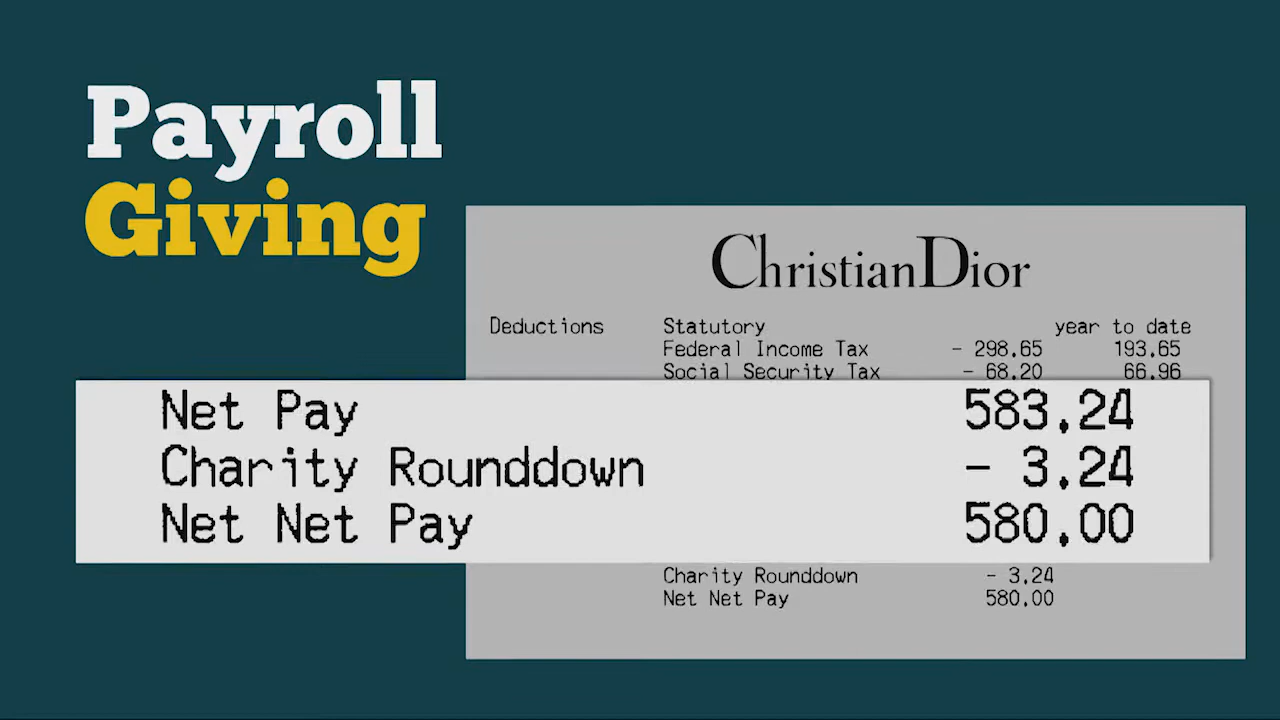 Payroll
Giving
ChristianDior
Deductions Statutory year to date
Federal Income Tax - 298.65 193.65
Social Security Tax - 68.20 66.96
Net Pay 583.24
Charity Rounddown - 3.24
Net Net Pay 580.00
Charity Rounddown - 3.24
Net Net Pay 580.00